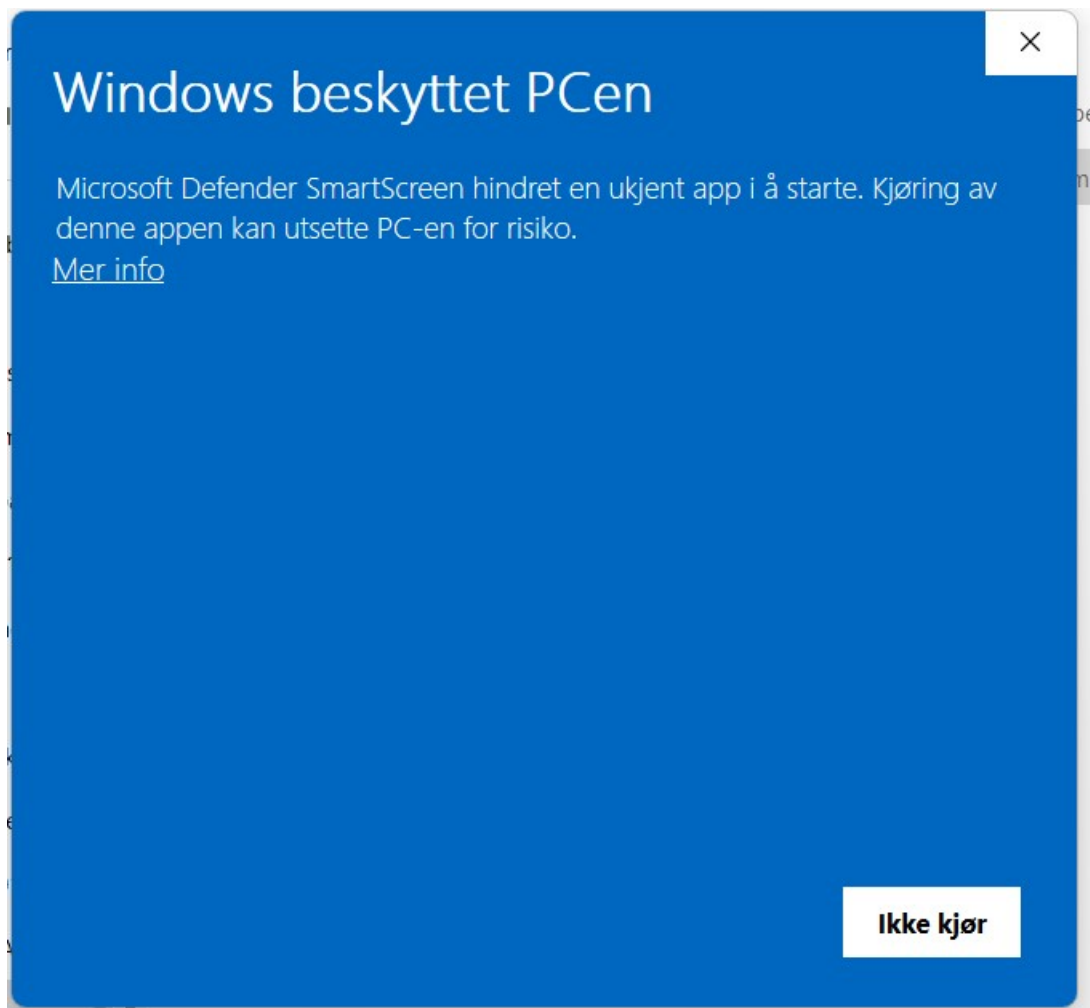 Windows beskyttet PCen
Microsoft Defender SmartScreen hindret en ukjent app i å starte. Kjøring av
denne appen kan utsette PC-en for risiko.
Mer info
Ikke kjør